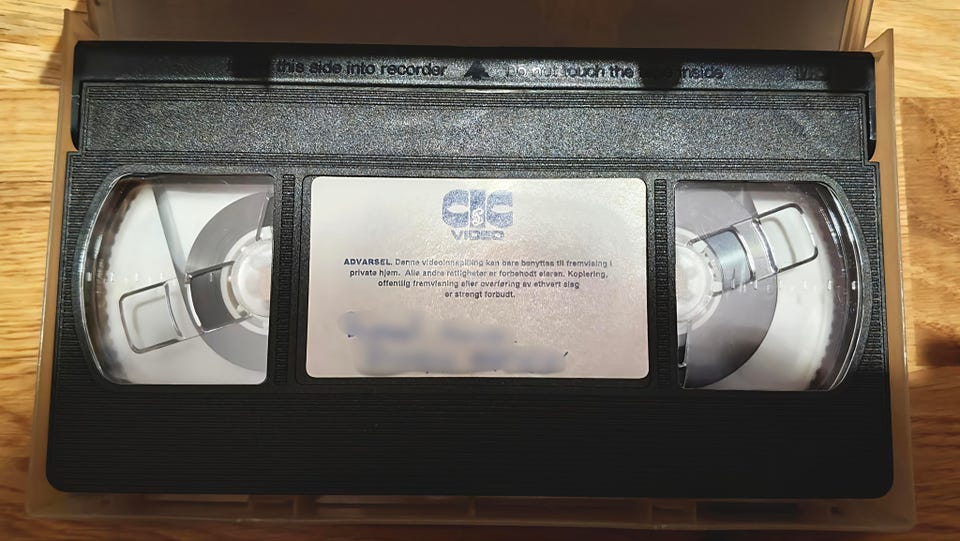 this side into recorder Do not touch the tape inside
CIC
VIDEO
ADVARSEL. Denne videoinnspilling kan bare benyttes til fremvisning i
private hjem. Alle andre rettigheter er forbeholdt eieren. Kopiering,
offentlig fremvisning eller overføring av ethvert slag
er strengt forbudt.